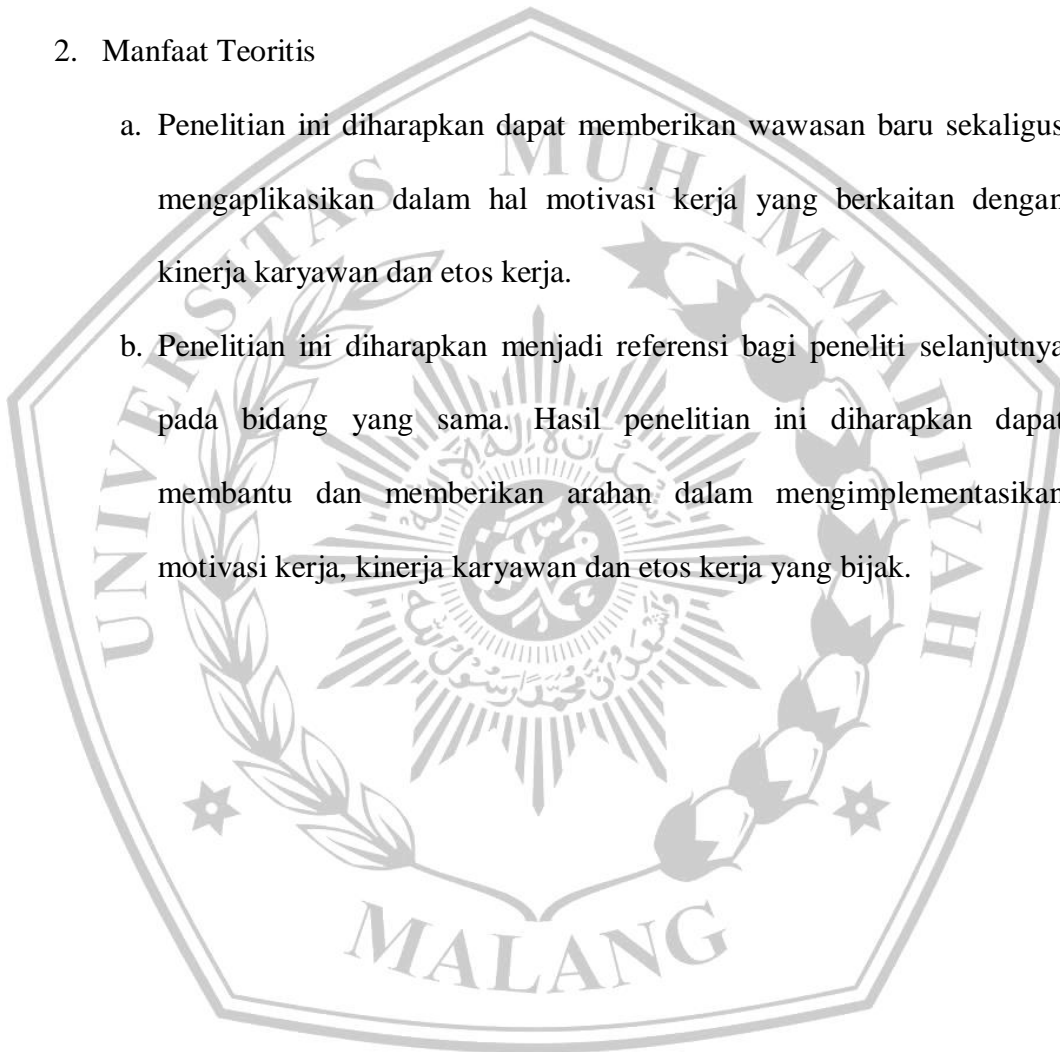 2. Manfaat Teoritis
a. Penelitian ini diharapkan dapat memberikan wawasan baru sekaligus
mengaplikasikan dalam hal motivasi kerja yang berkaitan dengan
kinerja karyawan dan etos kerja.
b. Penelitian ini diharapkan menjadi referensi bagi peneliti selanjutnya
pada bidang yang sama. Hasil penelitian ini diharapkan dapat
membantu dan memberikan arahan dalam mengimplementasikan
motivasi kerja, kinerja karyawan dan etos kerja yang bijak.
UNIVERSITAS MUHAMMADIYAH
MALANG